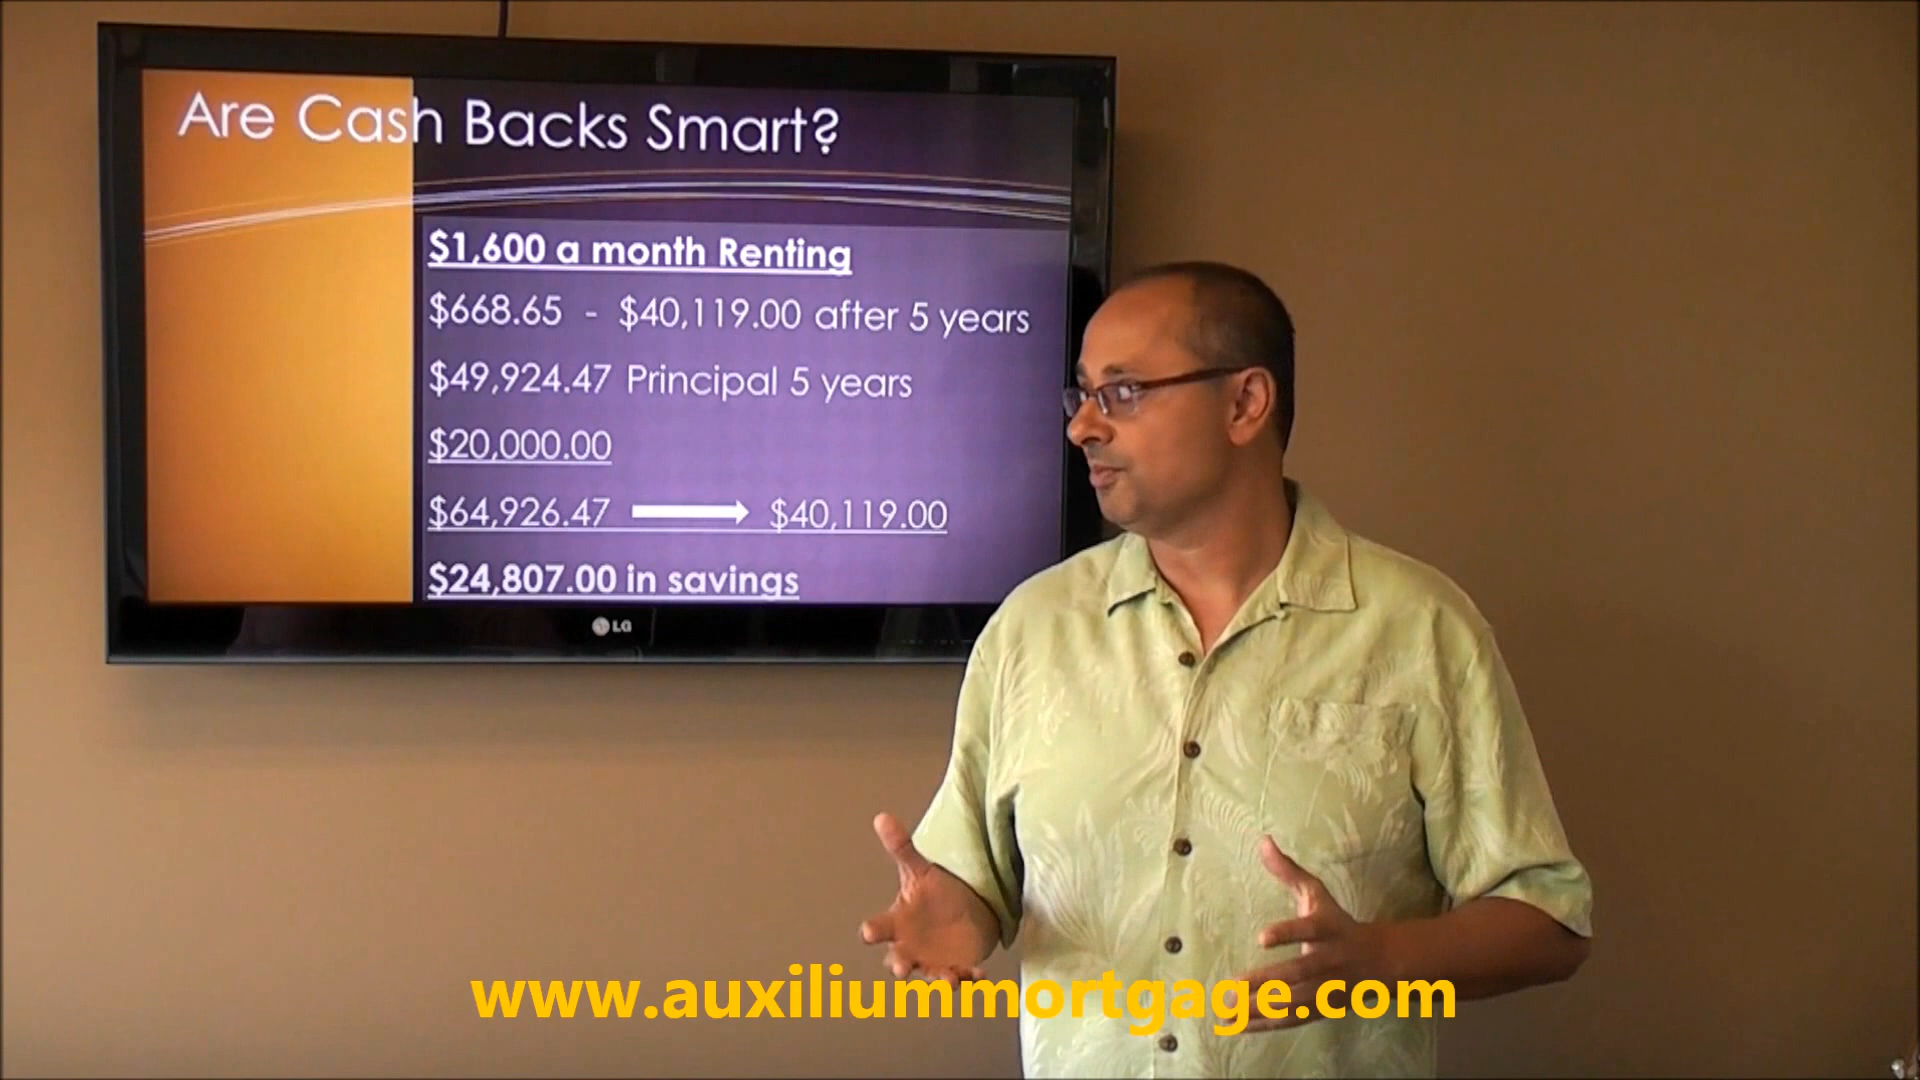 Are Cash Backs Smart?
$1,600 a month Renting
$668.65 - $40,119.00 after 5 years
$49,924.47 Principal 5 years
$20,000.00
$64,926.47 $40,119.00
$24,807.00 in savings
LG
www.auxiliummortgage.com